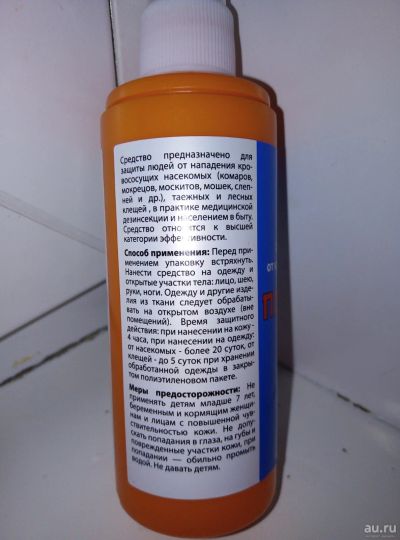 Средство предназначено для
защиты людей от нападения кро-
вососущих насекомых (комаров,
мокрецов, москитов, мошек, слеп-
ней и др.), таежных и лесных
клещей , в практике медицинской
дезинсекции и населением в быту.
Средство относится к высшей
категории эффективности.
Способ применения: Перед при-
менением упаковку встряхнуть.
Нанести средство на одежду и
открытые участки тела: лицо, шею,
руки, ноги. Одежду и другие изде-
лия из ткани следует обрабаты-
вать на открытом воздухе (вне
помещений). Время защитного
действия: при нанесении на кожу-
4 часа, при нанесении на одежду:
от насекомых - более 20 суток, от
клещей - до 5 суток при хранении
обработанной одежды в закры-
том полиэтиленовом пакете.
Меры предосторожности: Не
применять детям младше 7 лет,
беременным и кормящим женщи-
нам и лицам с повышенной чув-
ствительностью кожи. Не допу-
скать попадания в глаза, на губы и
поврежденные участки кожи, при
попадании — обильно промыть
водой. Не давать детям.
от
au.ru